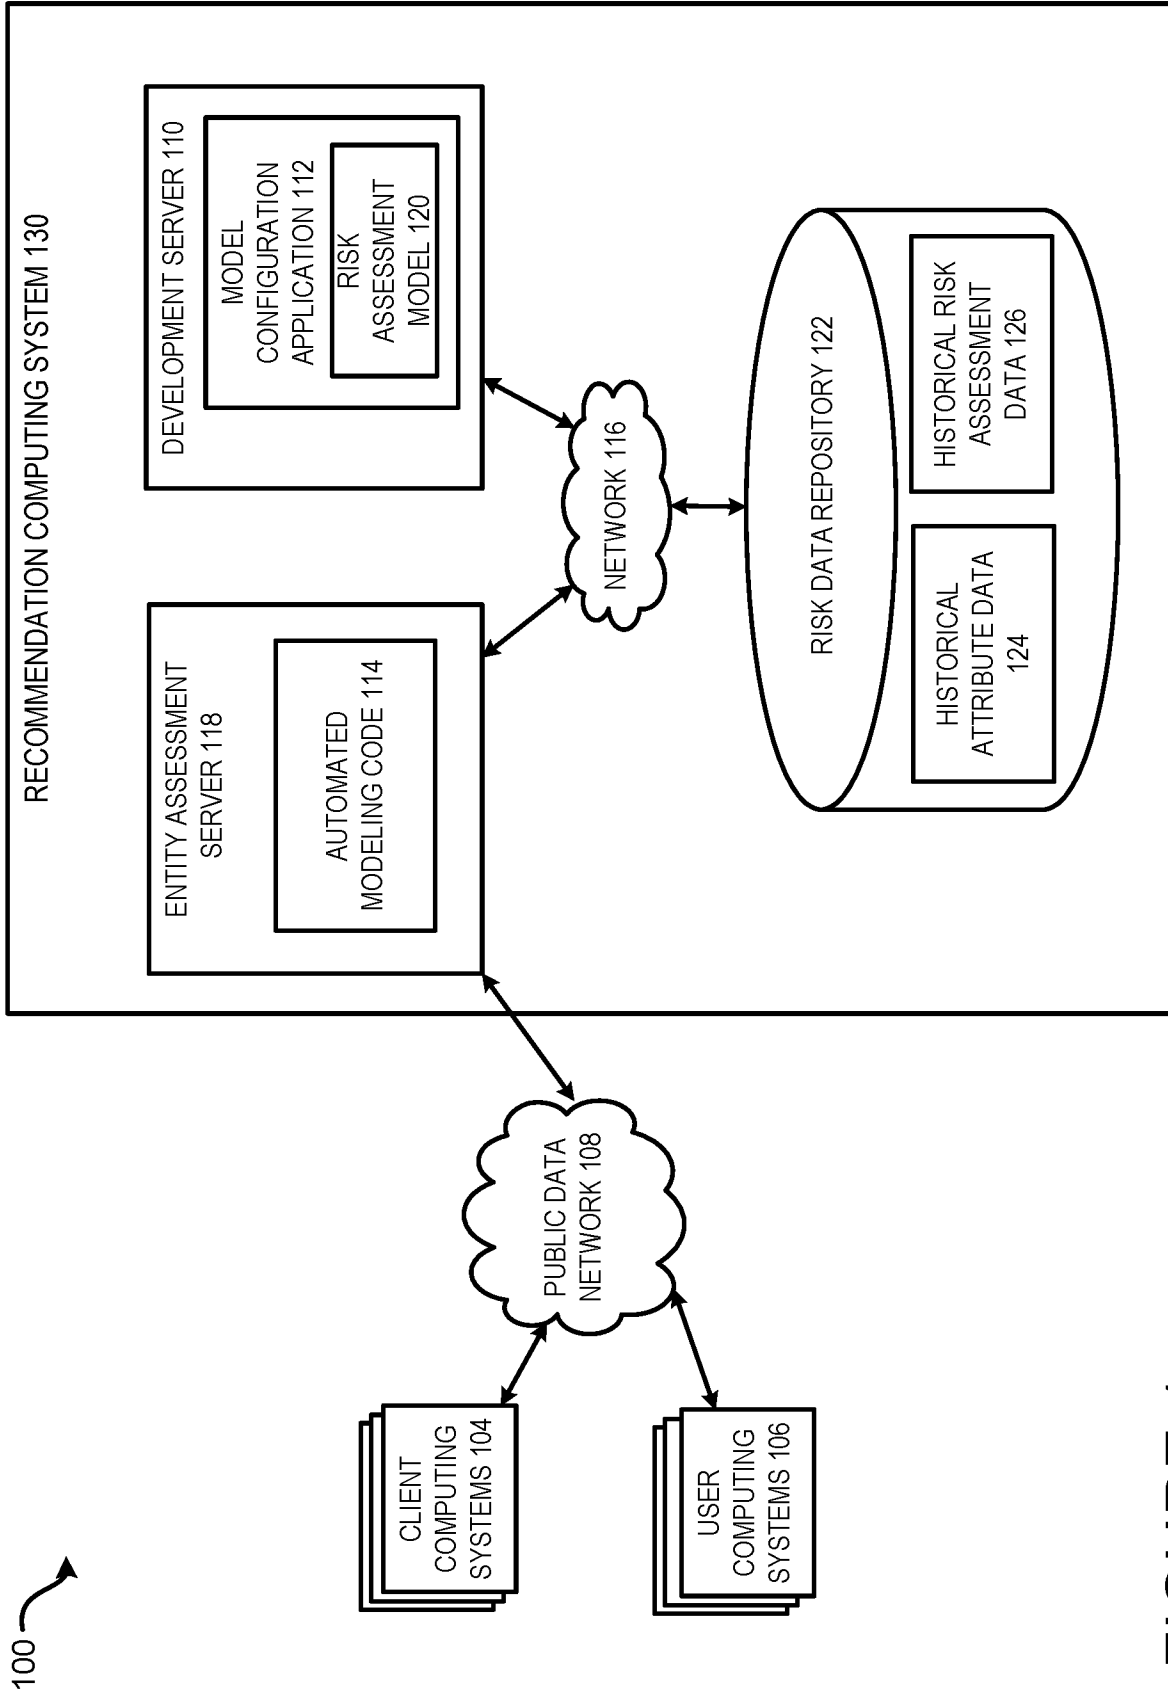 100
RECOMMENDATION COMPUTING SYSTEM 130
CLIENT
COMPUTING
SYSTEMS 104
USER
COMPUTING
SYSTEMS 106
PUBLIC DATA
NETWORK 108
ENTITY ASSESSMENT
SERVER 118
AUTOMATED
MODELING CODE 114
DEVELOPMENT SERVER 110
MODEL
CONFIGURATION
APPLICATION 112
RISK
ASSESSMENT
MODEL 120
NETWORK 116
RISK DATA REPOSITORY 122
HISTORICAL
ATTRIBUTE DATA
124
HISTORICAL RISK
ASSESSMENT
DATA 126